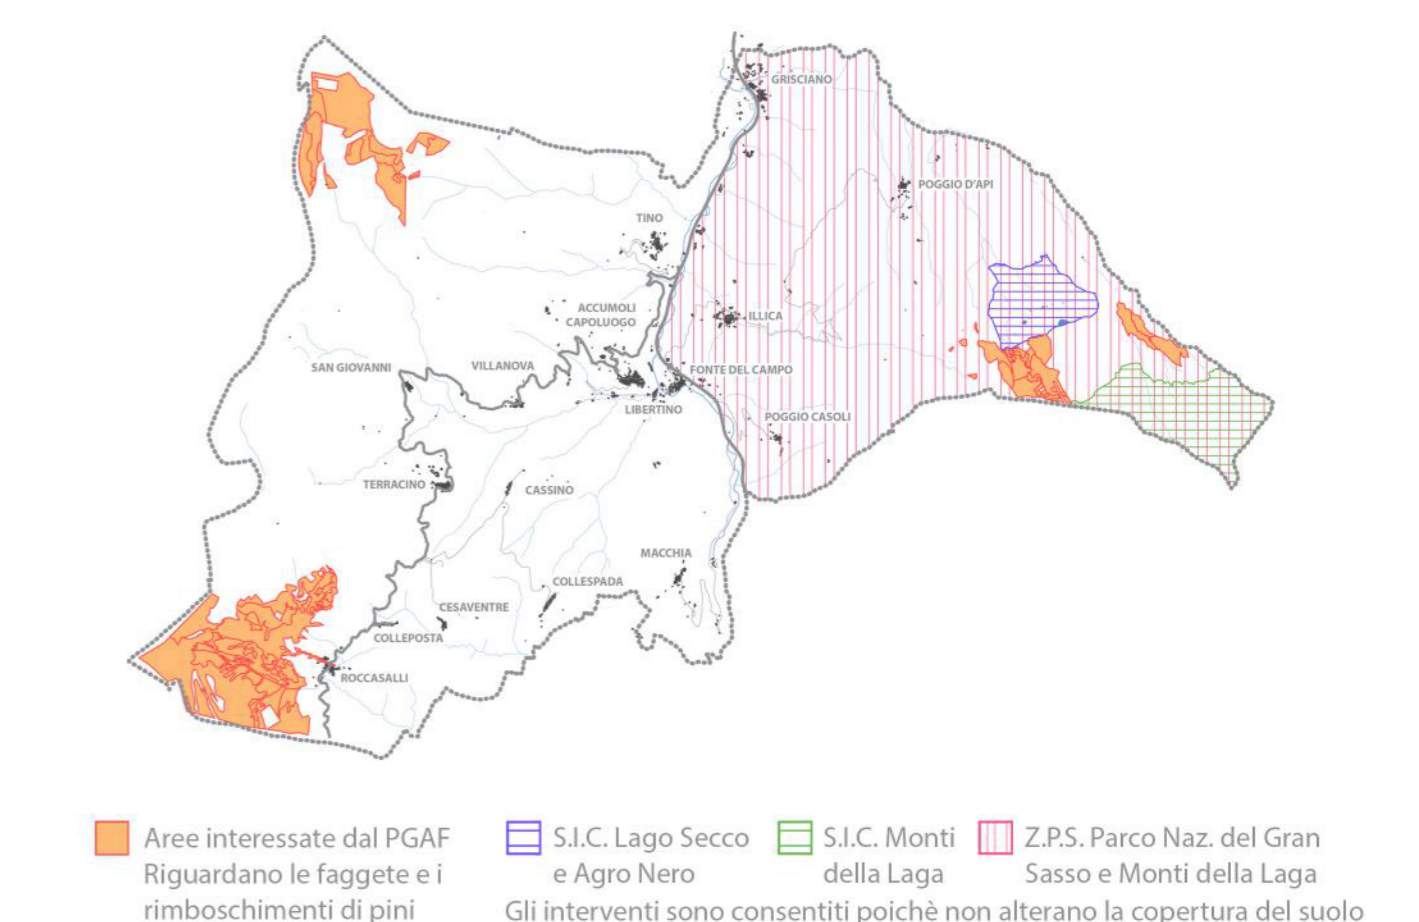 GRISCIANO
POGGIO D'API
TINO
ACCUMOLI
CAPOLUOGO
ILLICA
SAN GIOVANNI
VILLANOVA
FONTE DEL CAMPO
LIBERTINO
POGGIO CASOLI
TERRACINO
CASSINO
MACCHIA
COLLESPADA
CESAVENTRE
COLLEPOSTA
ROCCASALLI
Aree interessate dal PGAF
Riguardano le faggete e i
rimboschimenti di pini
S.I.C. Lago Secco
e Agro Nero
S.I.C. Monti
della Laga
Z.P.S. Parco Naz. del Gran
Sasso e Monti della Laga
Gli interventi sono consentiti poichè non alterano la copertura del suolo